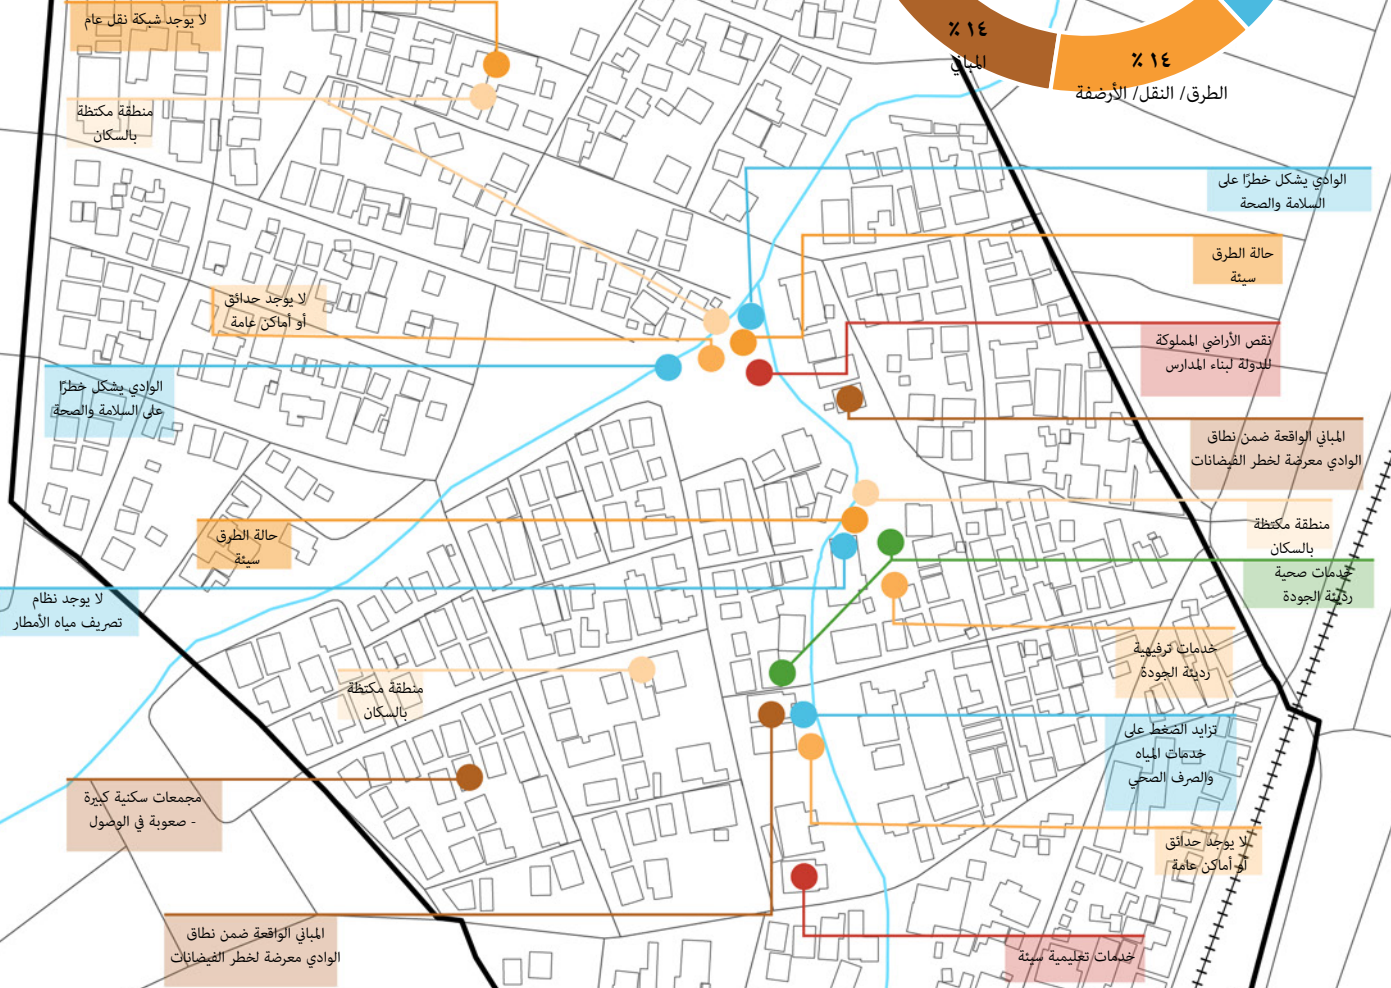 لا يوجد شبكة نقل عام
٪ ١٤
المباني
٪ ١٤
الطرق/ النقل/ الأرضفة
منطقة مكتظة
بالسكان
الوادي يشكل خطرًا على
السلامة والصحة
حالة الطرق
سيئة
لا يوجد حدائق
أو أماكن عامة
نقص الأراضي المملوكة
للدولة لبناء المدارس
الوادي يشكل خطرًا
على السلامة والصحة
المباني الواقعة ضمن نطاق
الوادي معرضة لخطر الفيضانات
منطقة مكتظة
بالسكان
حالة الطرق
سيئة
خدمات صحية
رديئة الجودة
لا يوجد نظام
تصريف مياه الأمطار
خدمات ترفيهية
رديئة الجودة
منطقة مكتظة
بالسكان
تزايد الضغط على
خدمات المياه
والصرف الصحي
مجمعات سكنية كبيرة
- صعوبة في الوصول
لا يوجد حدائق
أو أماكن عامة
المباني الواقعة ضمن نطاق
الوادي معرضة لخطر الفيضانات
خدمات تعليمية سيئة